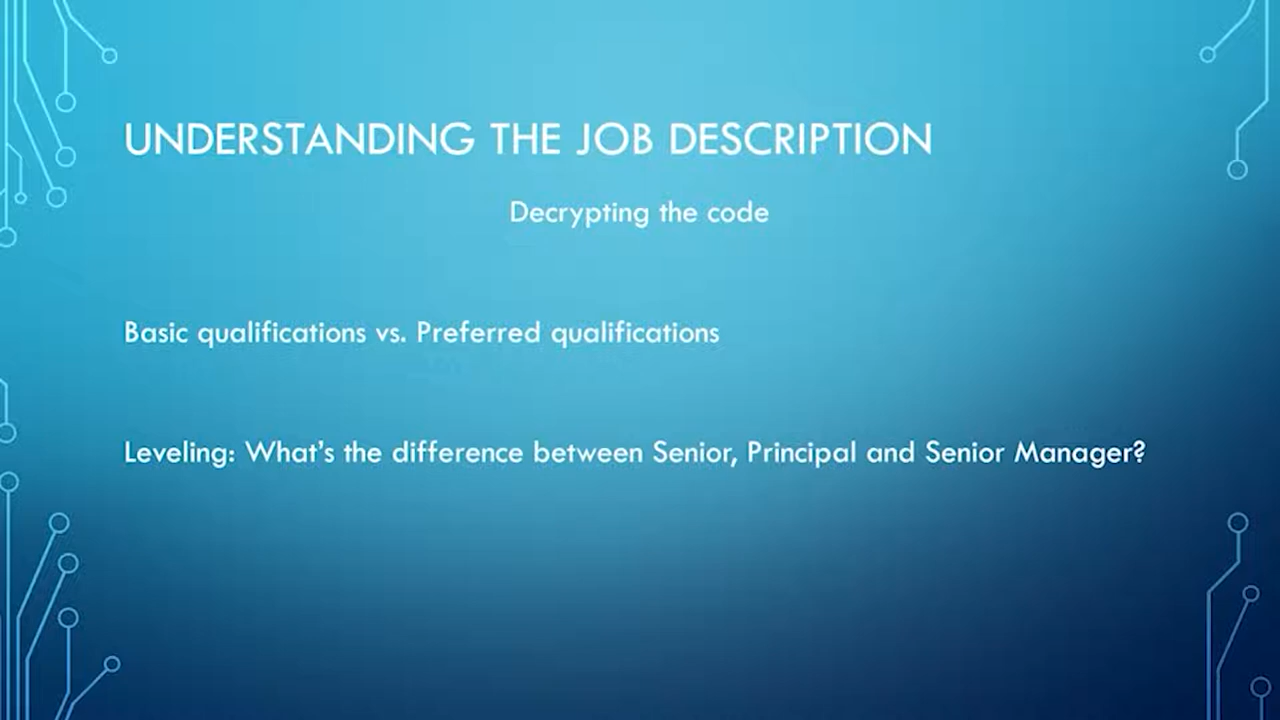 UNDERSTANDING THE JOB DESCRIPTION
Decrypting the code
Basic qualifications vs. Preferred qualifications
Leveling: What’s the difference between Senior, Principal and Senior Manager?